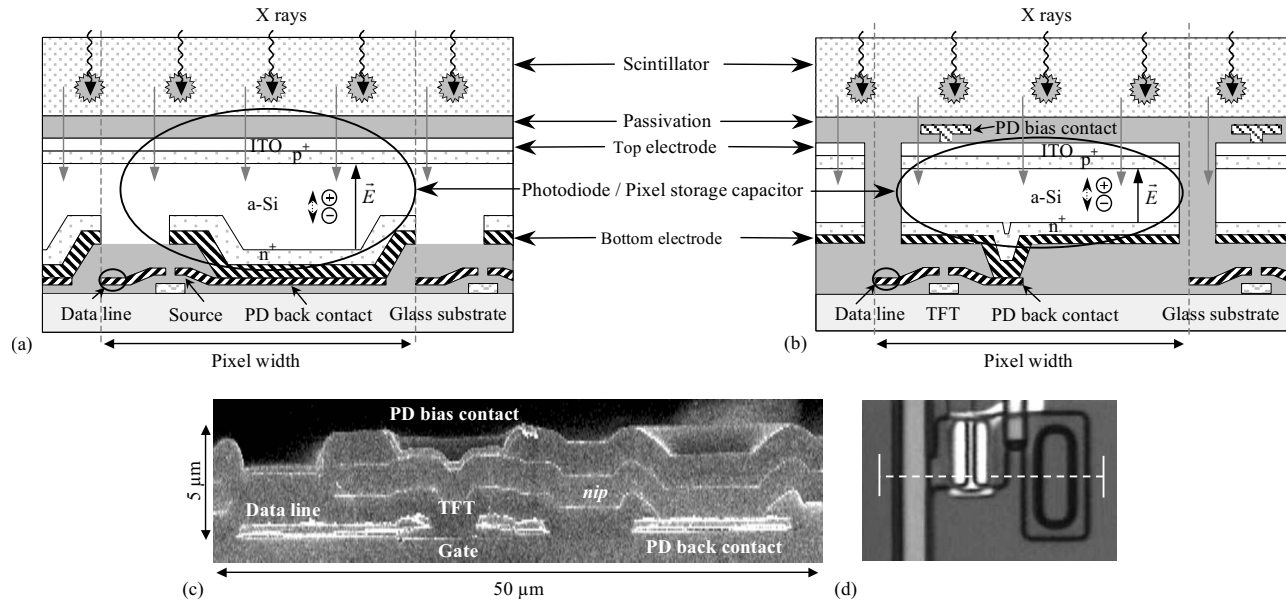 X rays
X rays
Scintillator
Passivation
PD bias contact
ITO p+
Top electrode
ITO p+
Photodiode / Pixel storage capacitor
a-Si
+
−
E⃗
a-Si
+
−
E⃗
n+
Bottom electrode
n+
Data line
Source
PD back contact
Glass substrate
Data line
TFT
PD back contact
Glass substrate
(a)
Pixel width
(b)
Pixel width
PD bias contact
5 µm
nip
Data line
TFT
Gate
PD back contact
(c)
50 µm
(d)